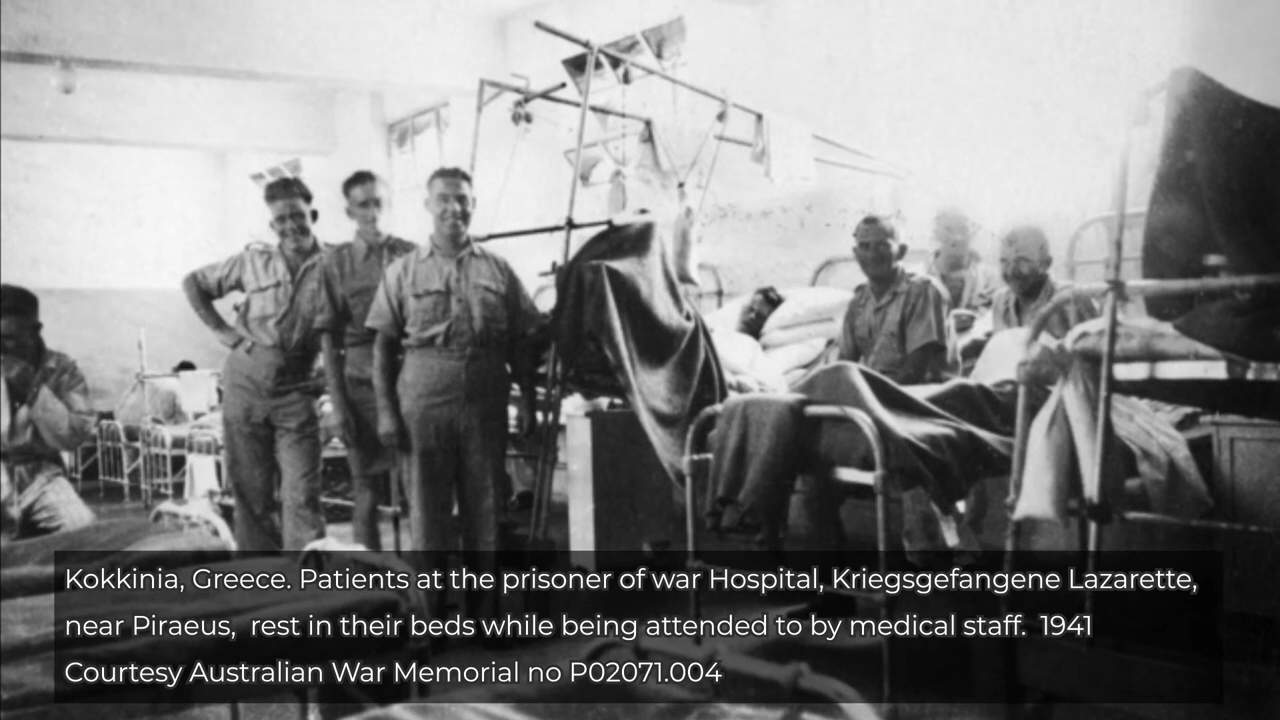 Kokkinia, Greece. Patients at the prisoner of war Hospital, Kriegsgefangene Lazarette,
near Piraeus,  rest in their beds while being attended to by medical staff.  1941
Courtesy Australian War Memorial no P02071.004